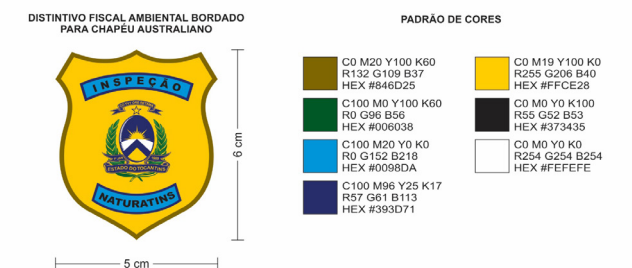 DISTINTIVO FISCAL AMBIENTAL BORDADO
PARA CHAPÉU AUSTRALIANO
INSPEÇÃO
ESTADO DO TOCANTINS
NATURATINS
6 cm
5 cm
PADRÃO DE CORES
C0 M20 Y100 K60
R132 G109 B37
HEX #846D25
C100 M0 Y100 K60
R0 G96 B56
HEX #006038
C100 M20 Y0 K0
R0 G152 B218
HEX #0098DA
C100 M96 Y25 K17
R57 G61 B113
HEX #393D71
C0 M19 Y100 K0
R255 G206 B40
HEX #FFCE28
C0 M0 Y0 K100
R55 G52 B53
HEX #373435
C0 M0 Y0 K0
R254 G254 B254
HEX #FEFEFE